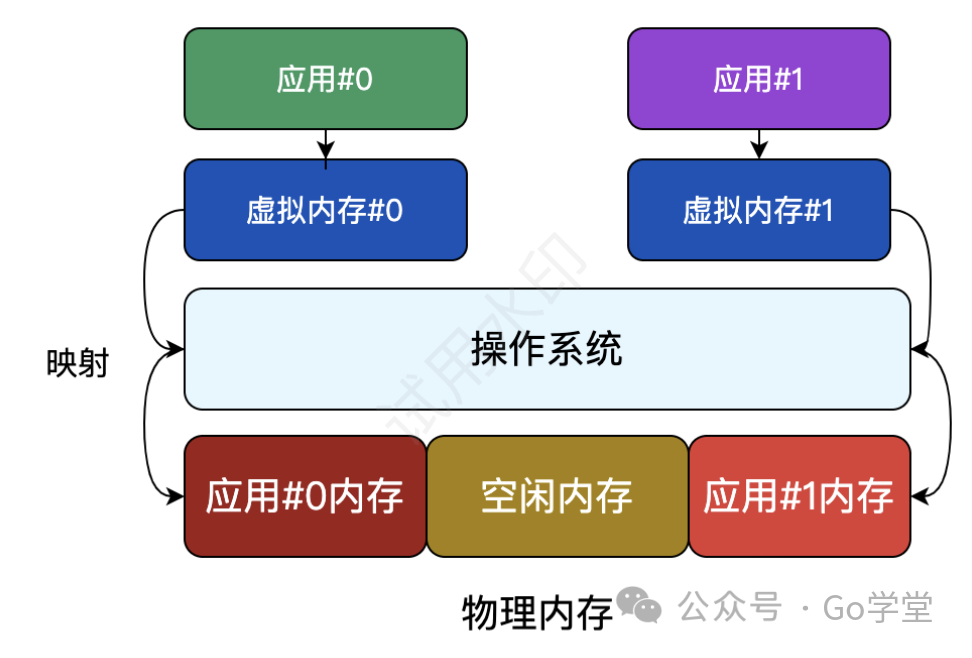 应用#0
应用#1
虚拟内存#0
虚拟内存#1
试用水印
操作系统
映射
应用#0内存
空闲内存
应用#1内存
物理内存
公众号 · Go学堂